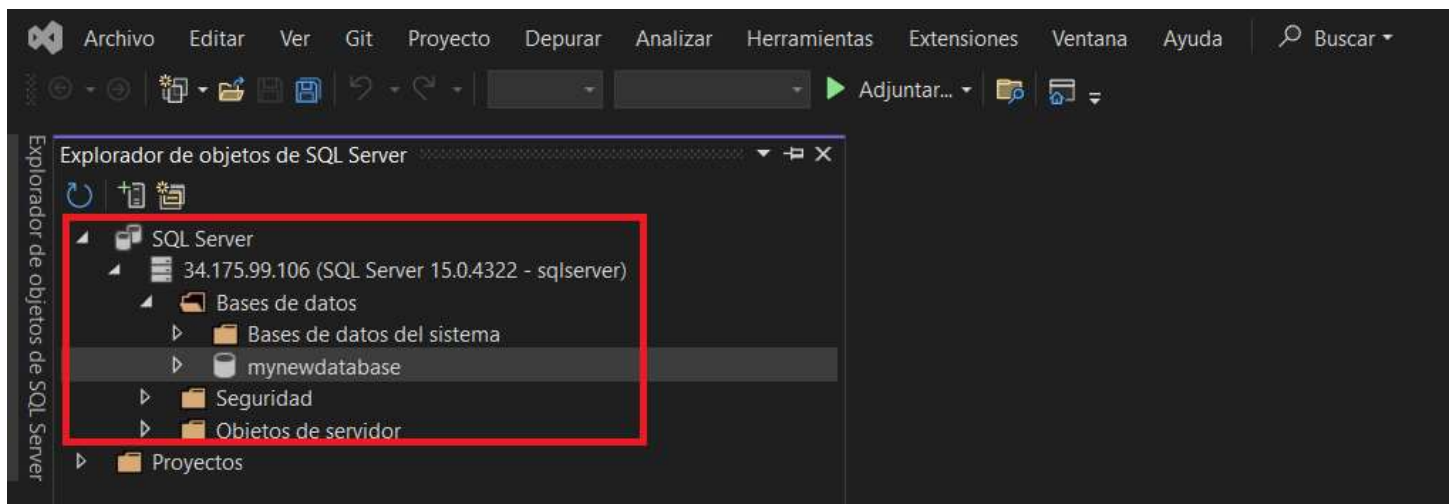 Archivo Editar Ver Git Proyecto Depurar Analizar Herramientas Extensiones Ventana Ayuda Buscar
Adjuntar...
Explorador de objetos de SQL Server
Explorador de objetos de SQL Server
SQL Server
34.175.99.106 (SQL Server 15.0.4322 - sqlserver)
Bases de datos
Bases de datos del sistema
mynewdatabase
Seguridad
Objetos de servidor
Proyectos